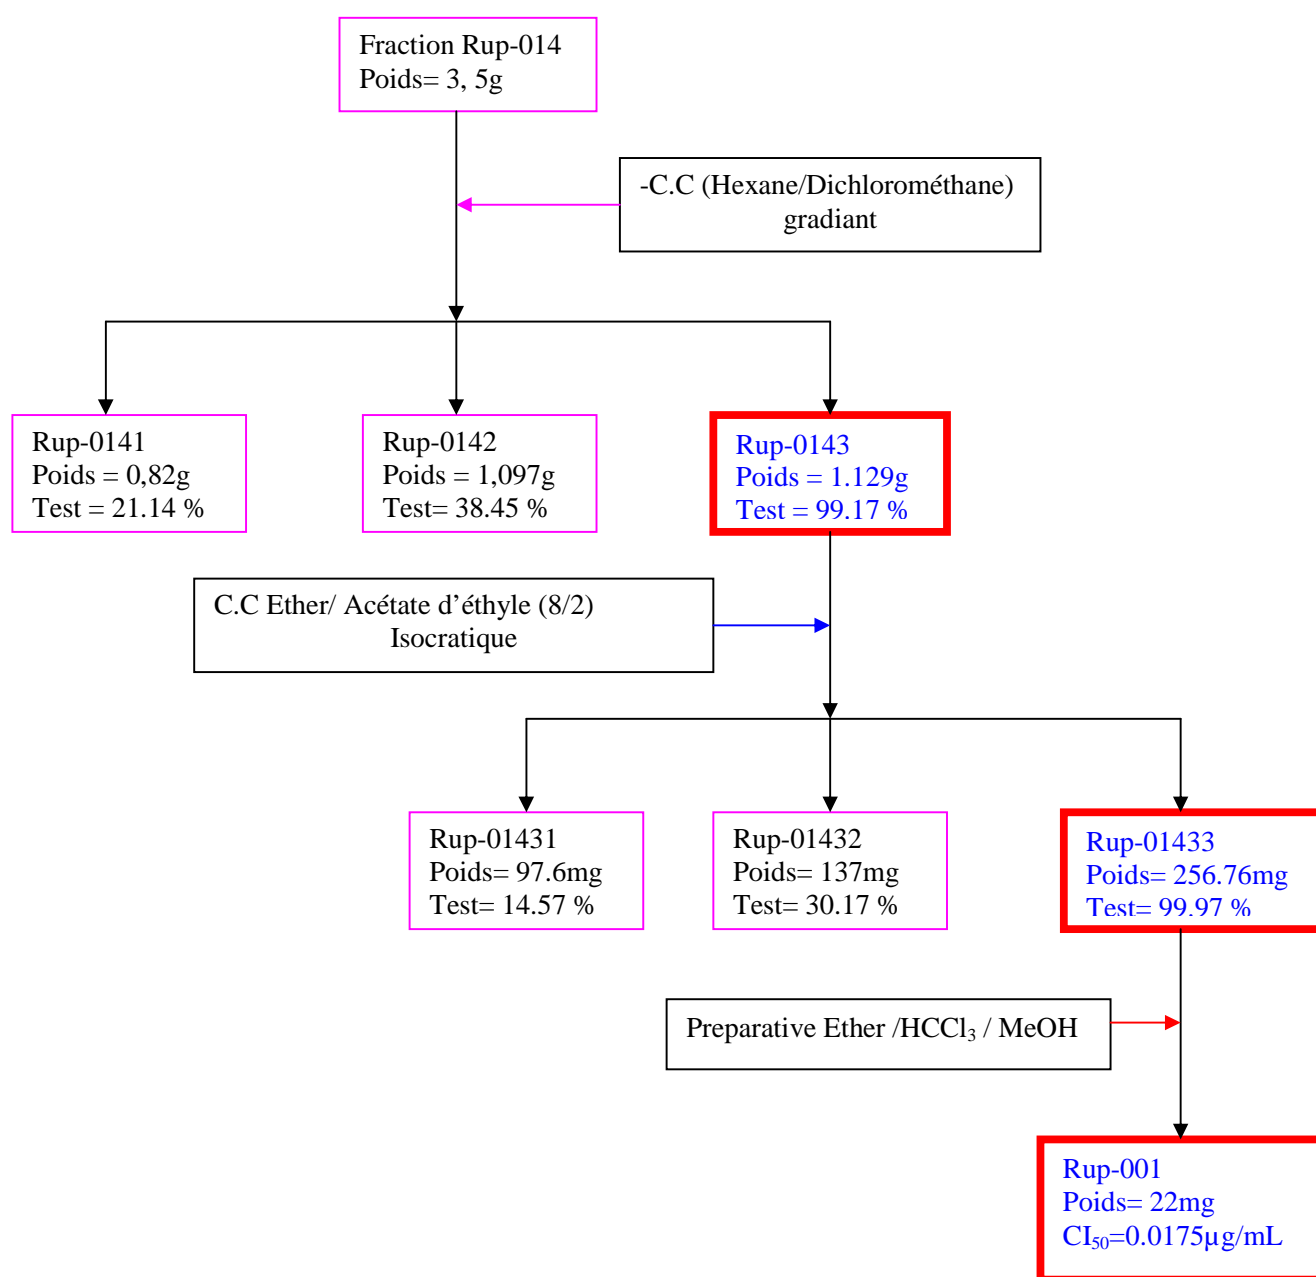 Fraction Rup-014
Poids= 3, 5g
-C.C (Hexane/Dichlorométhane)
gradiant
Rup-0141
Poids = 0,82g
Test = 21.14 %
Rup-0142
Poids = 1,097g
Test= 38.45 %
Rup-0143
Poids = 1.129g
Test = 99.17 %
C.C Ether/ Acétate d’éthyle (8/2)
Isocratique
Rup-01431
Poids= 97.6mg
Test= 14.57 %
Rup-01432
Poids= 137mg
Test= 30.17 %
Rup-01433
Poids= 256.76mg
Test= 99.97 %
Preparative Ether /HCCl₃ / MeOH
Rup-001
Poids= 22mg
CI₅₀=0.0175µg/mL